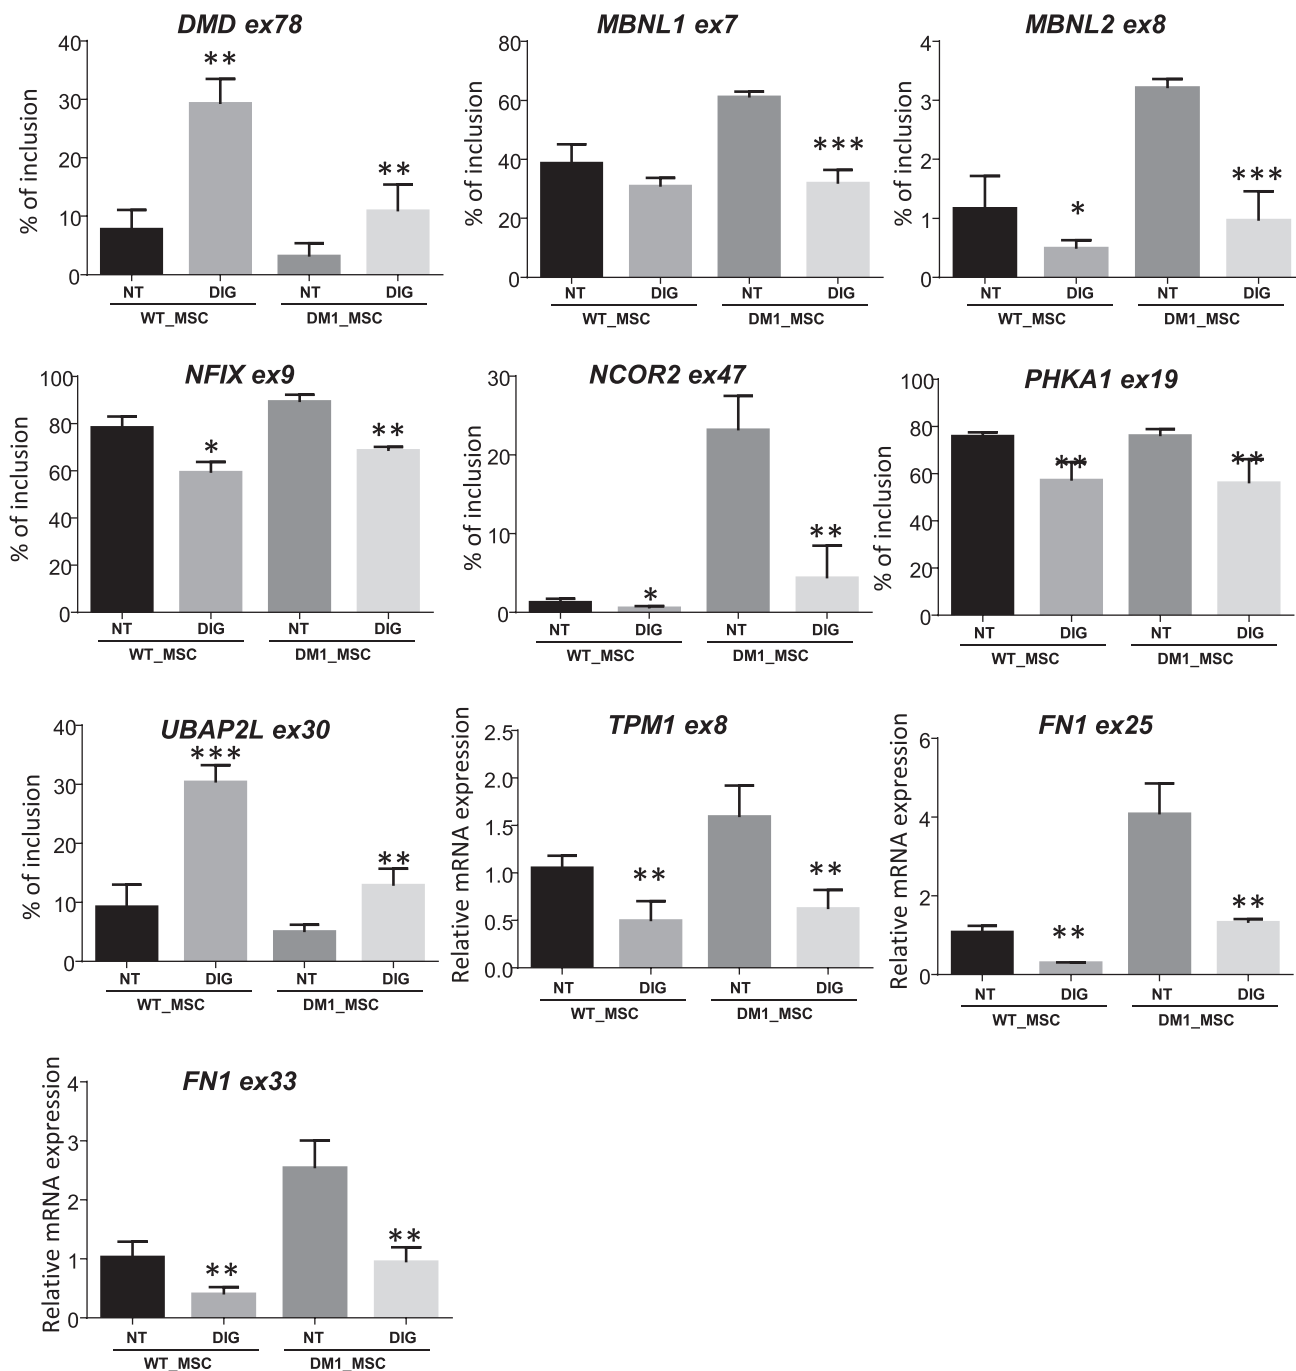 DMD ex78
% of inclusion
40
30
20
10
0
**
**
NT DIG NT DIG
WT_MSC DM1_MSC
MBNL1 ex7
% of inclusion
80
60
40
20
0
***
NT DIG NT DIG
WT_MSC DM1_MSC
MBNL2 ex8
% of inclusion
4
3
2
1
0
*
***
NT DIG NT DIG
WT_MSC DM1_MSC
NFIX ex9
% of inclusion
100
80
60
40
20
0
*
**
NT DIG NT DIG
WT_MSC DM1_MSC
NCOR2 ex47
% of inclusion
30
20
10
0
*
**
NT DIG NT DIG
WT_MSC DM1_MSC
PHKA1 ex19
% of inclusion
100
80
60
40
20
0
**
**
NT DIG NT DIG
WT_MSC DM1_MSC
UBAP2L ex30
% of inclusion
40
30
20
10
0
***
**
NT DIG NT DIG
WT_MSC DM1_MSC
TPM1 ex8
Relative mRNA expression
2.5
2.0
1.5
1.0
0.5
0.0
**
**
NT DIG NT DIG
WT_MSC DM1_MSC
FN1 ex25
Relative mRNA expression
6
4
2
0
**
**
NT DIG NT DIG
WT_MSC DM1_MSC
FN1 ex33
Relative mRNA expression
4
3
2
1
0
**
**
NT DIG NT DIG
WT_MSC DM1_MSC